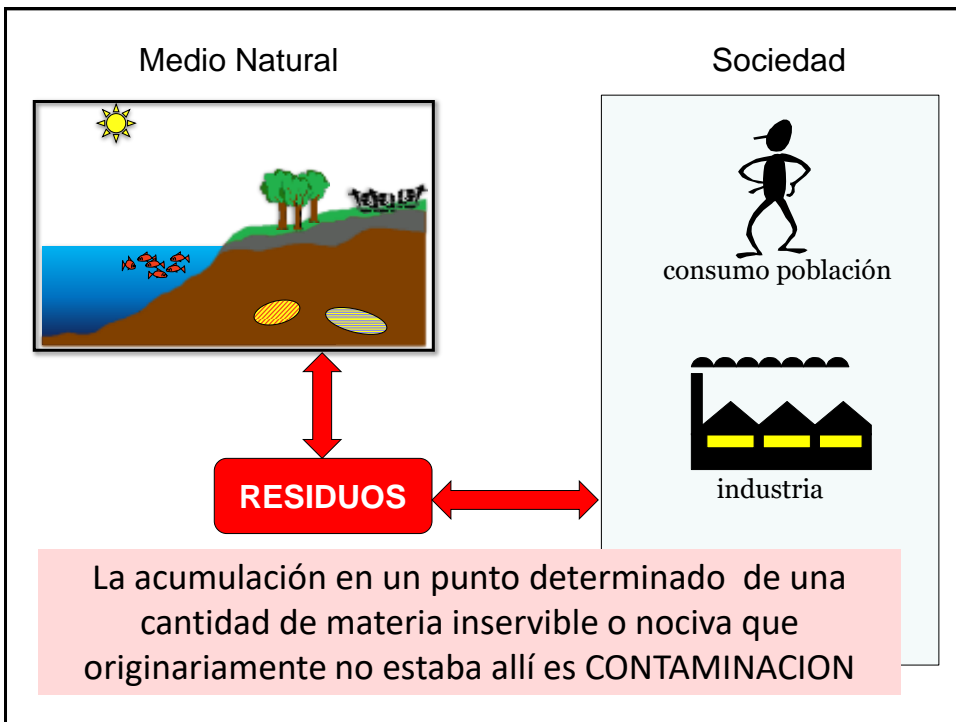 Medio Natural
Sociedad
consumo población
industria
RESIDUOS
La acumulación en un punto determinado  de una
cantidad de materia inservible o nociva que
originariamente no estaba allí es CONTAMINACION